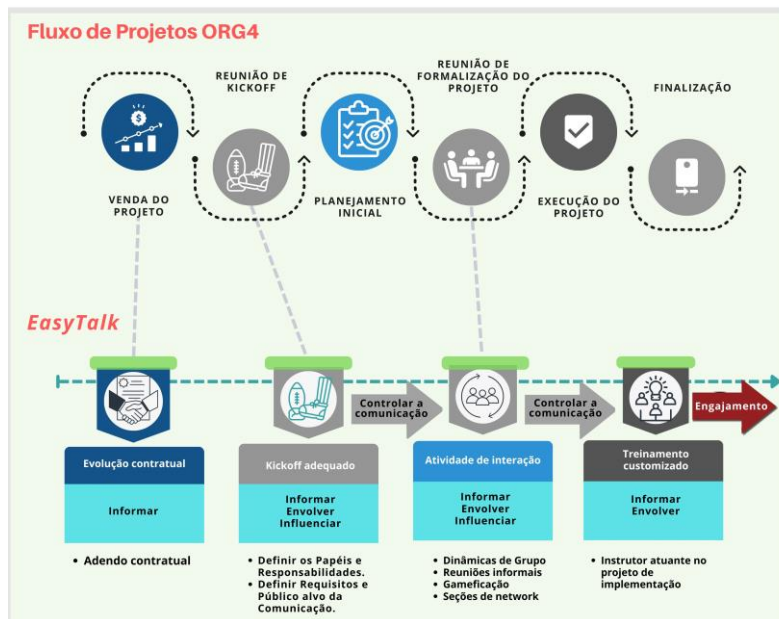 Fluxo de Projetos ORG4
REUNIÃO DE
KICKOFF
REUNIÃO DE
FORMALIZAÇÃO DO
PROJETO
FINALIZAÇÃO
VENDA DO
PROJETO
PLANEJAMENTO
INICIAL
EXECUÇÃO DO
PROJETO
EasyTalk
Controlar a
comunicação
Controlar a
comunicação
Engajamento
Evolução contratual
Informar
• Adendo contratual
Kickoff adequado
Informar
Envolver
Influenciar
• Definir os Papéis e
Responsabilidades.
• Definir Requisitos e
Público alvo da
Comunicação.
Atividade de interação
Informar
Envolver
Influenciar
• Dinâmicas de Grupo
• Reuniões informais
• Gameficação
• Seções de network
Treinamento
customizado
Informar
Envolver
• Instrutor atuante no
projeto de
implementação